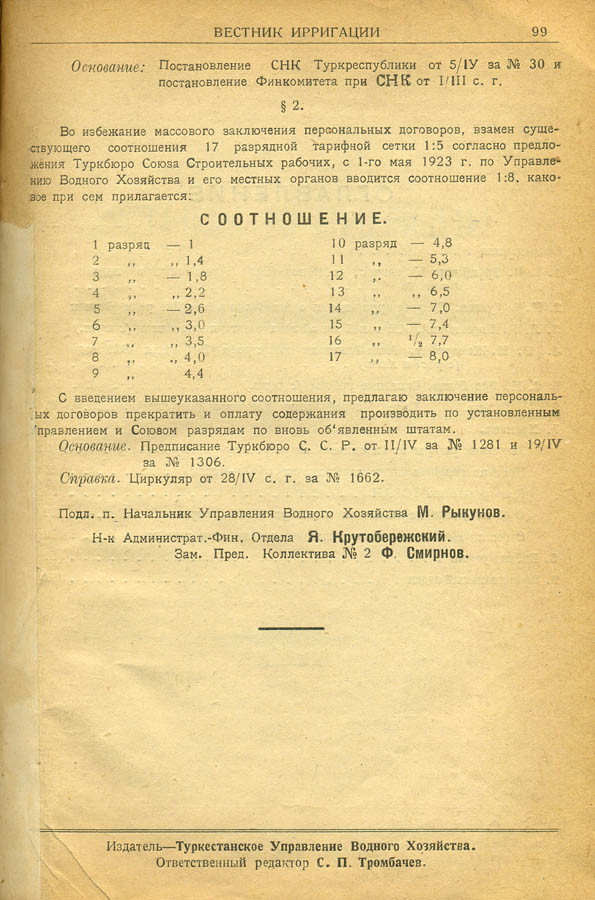 ВЕСТНИК ИРРИГАЦИИ 99
Основание: Постановление СНК Туркреспублики от 5/IУ за № 30 и
постановление Финкомитета при СНК от I/III с. г.
§ 2.
Во избежание массового заключения персональных договоров, взамен суще-
ствующего соотношения 17 разрядной тарифной сетки 1:5 согласно предло-
жения Туркбюро Союза Строительных рабочих, с 1-го мая 1923 г. по Управле-
нию Водного Хозяйства и его местных органов вводится соотношение 1:8. како-
вое при сем прилагается:
СООТНОШЕНИЕ.
1 разряд — 1
2 „ „ 1,4
3 „ — 1,8
4 „ „ 2,2
5 „ — 2,6
6 „ „ 3,0
7 „ „ 3,5
8 „ „ 4,0
9 „ 4,4
10 разряд — 4,8
11 „ — 5,3
12 „ — 6,0
13 „ „ 6,5
14 „ — 7,0
15 „ — 7,4
16 „ ½ 7,7
17 „ — 8,0
С введением вышеуказанного соотношения, предлагаю заключение персональ-
ых договоров прекратить и оплату содержания производить по установленным
правлением и Союзом разрядам по вновь об'явленным штатам.
Основание. Предписание Туркбюро С. С. Р. от II/IV за № 1281 и 19/IV
за № 1306.
Справка. Циркуляр от 28/IV с. г. за № 1662.
Подл. п. Начальник Управления Водного Хозяйства М. Рыкунов.
Н-к Администрат.-Фин. Отдела Я. Крутобережский.
Зам. Пред. Коллектива № 2 Ф. Смирнов.
Издатель—Туркестанское Управление Водного Хозяйства.
Ответственный редактор С. П. Тромбачев.